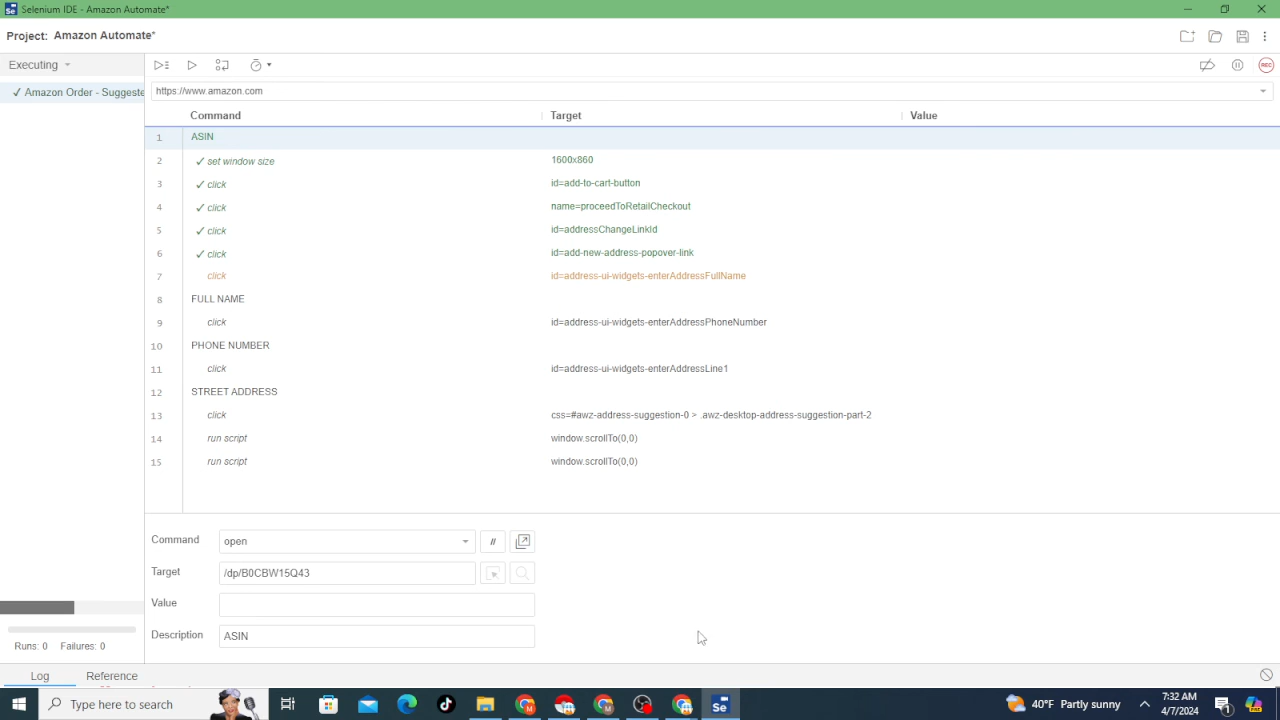 Se Selenium IDE - Amazon Automate*
Project: Amazon Automate*
Executing
REC
✓ Amazon Order - Suggeste
https://www.amazon.com
Command Target Value
1 ASIN
2 ✓ set window size 1600x860
3 ✓ click id=add-to-cart-button
4 ✓ click name=proceedToRetailCheckout
5 ✓ click id=addressChangeLinkId
6 ✓ click id=add-new-address-popover-link
7 click id=address-ui-widgets-enterAddressFullName
8 FULL NAME
9 click id=address-ui-widgets-enterAddressPhoneNumber
10 PHONE NUMBER
11 click id=address-ui-widgets-enterAddressLine1
12 STREET ADDRESS
13 click css=#awz-address-suggestion-0 > .awz-desktop-address-suggestion-part-2
14 run script window.scrollTo(0,0)
15 run script window.scrollTo(0,0)
Command open //
Target /dp/B0CBW15Q43
Value
Description ASIN
Runs: 0 Failures: 0
Log Reference
Type here to search
Se
40°F Partly sunny
7:32 AM
4/7/2024